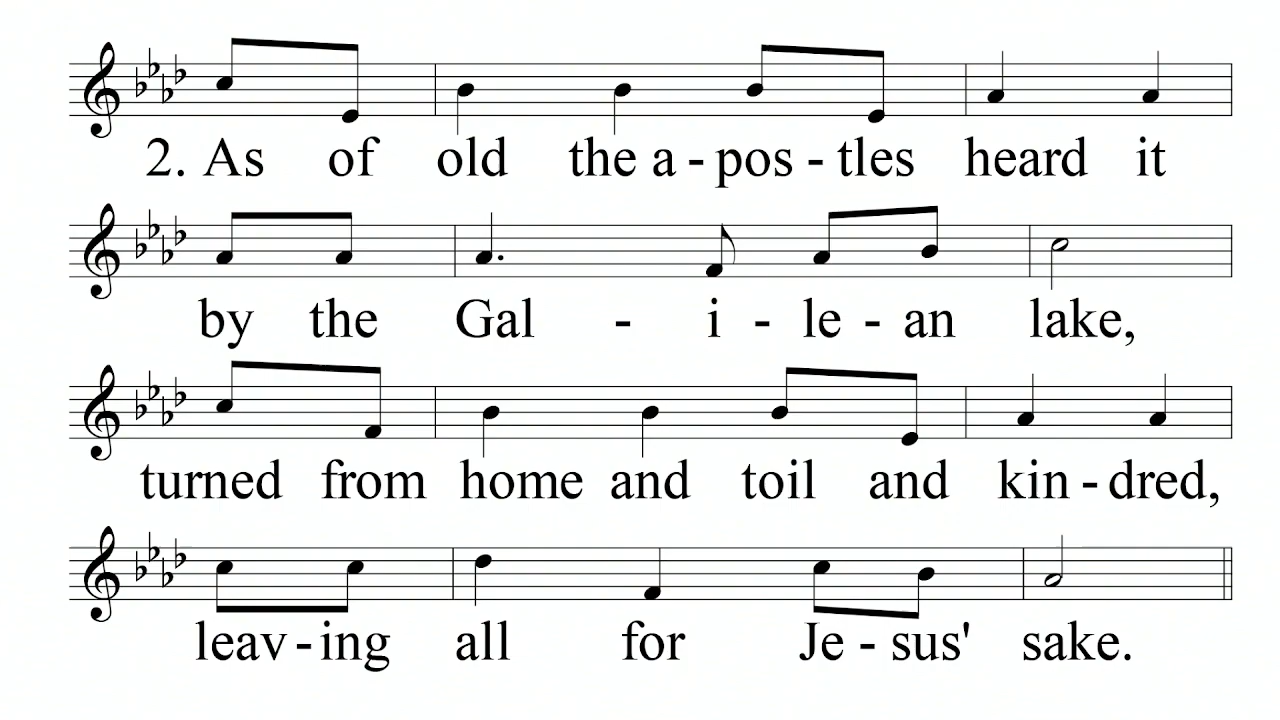 2. As of old the a - pos - tles heard it
by the Gal - i - le - an lake,
turned from home and toil and kin - dred,
leav - ing all for Je - sus' sake.